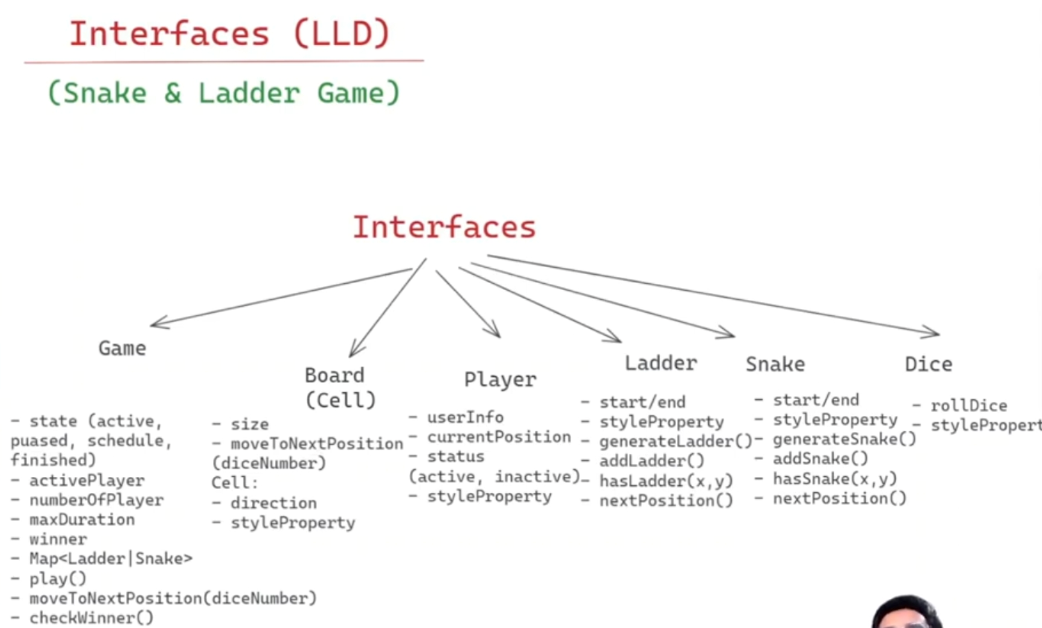 Interfaces (LLD)
(Snake & Ladder Game)
Interfaces
Game
- state (active,
puased, schedule,
finished)
- activePlayer
- numberOfPlayer
- maxDuration
- winner
- Map<Ladder|Snake>
- play()
- moveToNextPosition(diceNumber)
- checkWinner()
Board
(Cell)
- size
- moveToNextPosition
(diceNumber)
Cell:
- direction
- styleProperty
Player
- userInfo
- currentPosition
- status
(active, inactive)
- styleProperty
Ladder
- start/end
- styleProperty
- generateLadder()
- addLadder()
- hasLadder(x,y)
- nextPosition()
Snake
- start/end
- styleProperty
- generateSnake()
- addSnake()
- hasSnake(x,y)
- nextPosition()
Dice
- rollDice
- stylePropert